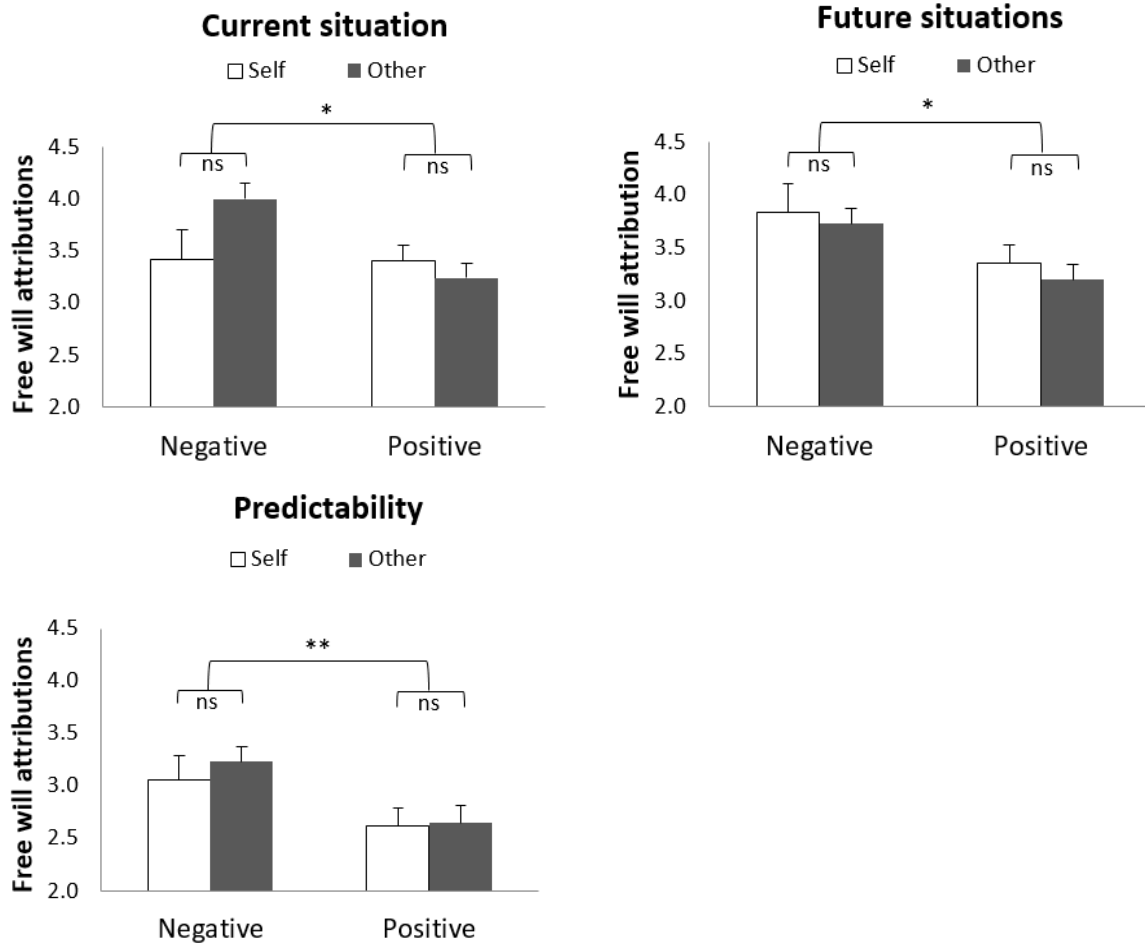 Current situation
Self Other
*
ns ns
4.5
4.0
3.5
3.0
2.5
2.0
Free will attributions
Negative Positive
Future situations
Self Other
*
ns ns
4.5
4.0
3.5
3.0
2.5
2.0
Free will attribution
Negative Positive
Predictability
Self Other
**
ns ns
4.5
4.0
3.5
3.0
2.5
2.0
Free will attributions
Negative Positive